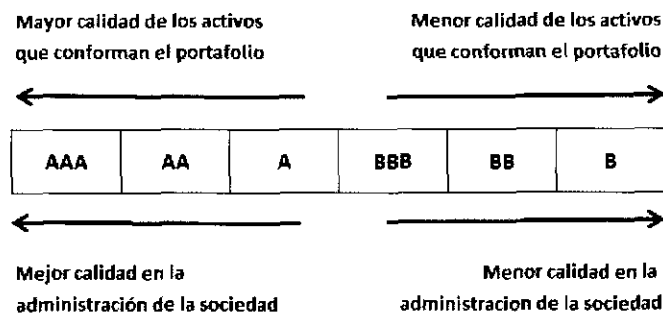 Mayor calidad de los activos
que conforman el portafolio
Menor calidad de los activos
que conforman el portafolio
AAA AA A BBB BB B
Mejor calidad en la
administración de la sociedad
Menor calidad en la
administracion de la sociedad